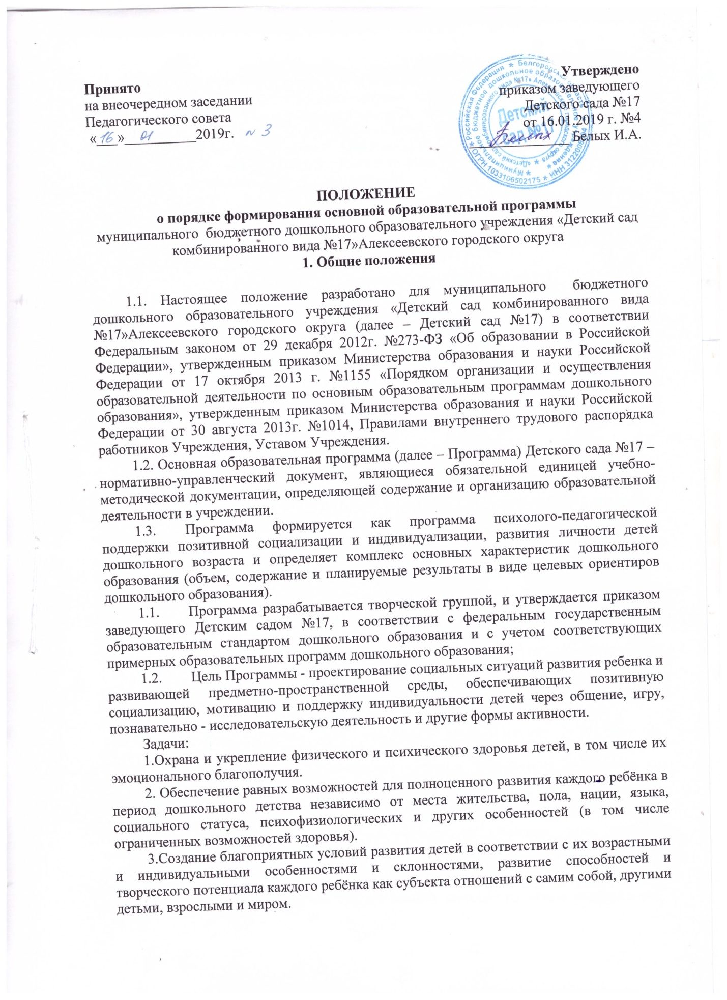 Принято
на внеочередном заседании
Педагогического совета
«16» 01 2019г. № 3
Утверждено
приказом заведующего
Детского сада №17
от 16.01.2019 г. №4
Белых Белых И.А.
Российская Федерация * Белгородская область
ОГРН 1033106502175 * ИНН
Муниципальное бюджетное дошкольное образовательное учреждение *
«Детский сад комбинированного вида №17» Алексеевского городского округа *
Детский
сад №17
ПОЛОЖЕНИЕ
о порядке формирования основной образовательной программы
муниципального бюджетного дошкольного образовательного учреждения «Детский сад
комбинированного вида №17»Алексеевского городского округа
1. Общие положения
1.1. Настоящее положение разработано для муниципального бюджетного
дошкольного образовательного учреждения «Детский сад комбинированного вида
№17»Алексеевского городского округа (далее – Детский сад №17) в соответствии
Федеральным законом от 29 декабря 2012г. №273-ФЗ «Об образовании в Российской
Федерации», утвержденным приказом Министерства образования и науки Российской
Федерации от 17 октября 2013 г. №1155 «Порядком организации и осуществления
образовательной деятельности по основным образовательным программам дошкольного
образования», утвержденным приказом Министерства образования и науки Российской
Федерации от 30 августа 2013г. №1014, Правилами внутреннего трудового распорядка
работников Учреждения, Уставом Учреждения.
1.2. Основная образовательная программа (далее – Программа) Детского сада №17 –
нормативно-управленческий документ, являющиеся обязательной единицей учебно-
методической документации, определяющей содержание и организацию образовательной
деятельности в учреждении.
1.3. Программа формируется как программа психолого-педагогической
поддержки позитивной социализации и индивидуализации, развития личности детей
дошкольного возраста и определяет комплекс основных характеристик дошкольного
образования (объем, содержание и планируемые результаты в виде целевых ориентиров
дошкольного образования).
1.1. Программа разрабатывается творческой группой, и утверждается приказом
заведующего Детским садом №17, в соответствии с федеральным государственным
образовательным стандартом дошкольного образования и с учетом соответствующих
примерных образовательных программ дошкольного образования;
1.2. Цель Программы - проектирование социальных ситуаций развития ребенка и
развивающей предметно-пространственной среды, обеспечивающих позитивную
социализацию, мотивацию и поддержку индивидуальности детей через общение, игру,
познавательно - исследовательскую деятельность и другие формы активности.
Задачи:
1.Охрана и укрепление физического и психического здоровья детей, в том числе их
эмоционального благополучия.
2. Обеспечение равных возможностей для полноценного развития каждого ребёнка в
период дошкольного детства независимо от места жительства, пола, нации, языка,
социального статуса, психофизиологических и других особенностей (в том числе
ограниченных возможностей здоровья).
3.Создание благоприятных условий развития детей в соответствии с их возрастными
и индивидуальными особенностями и склонностями, развитие способностей и
творческого потенциала каждого ребёнка как субъекта отношений с самим собой, другими
детьми, взрослыми и миром.